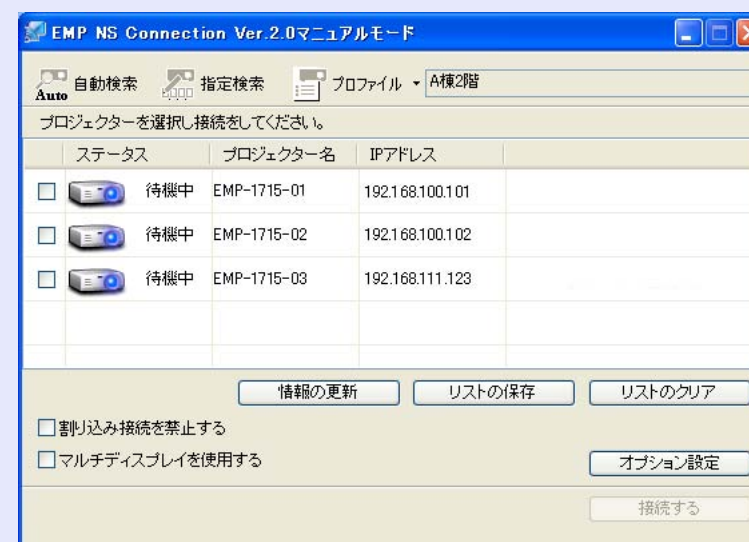 EMP NS Connection Ver.2.0マニュアルモード
Auto 自動検索 指定検索 プロファイル A棟2階
プロジェクターを選択し接続をしてください。
ステータス プロジェクター名 IPアドレス
待機中 EMP-1715-01 192.168.100.101
待機中 EMP-1715-02 192.168.100.102
待機中 EMP-1715-03 192.168.111.123
情報の更新 リストの保存 リストのクリア
割り込み接続を禁止する
マルチディスプレイを使用する
オプション設定
接続する